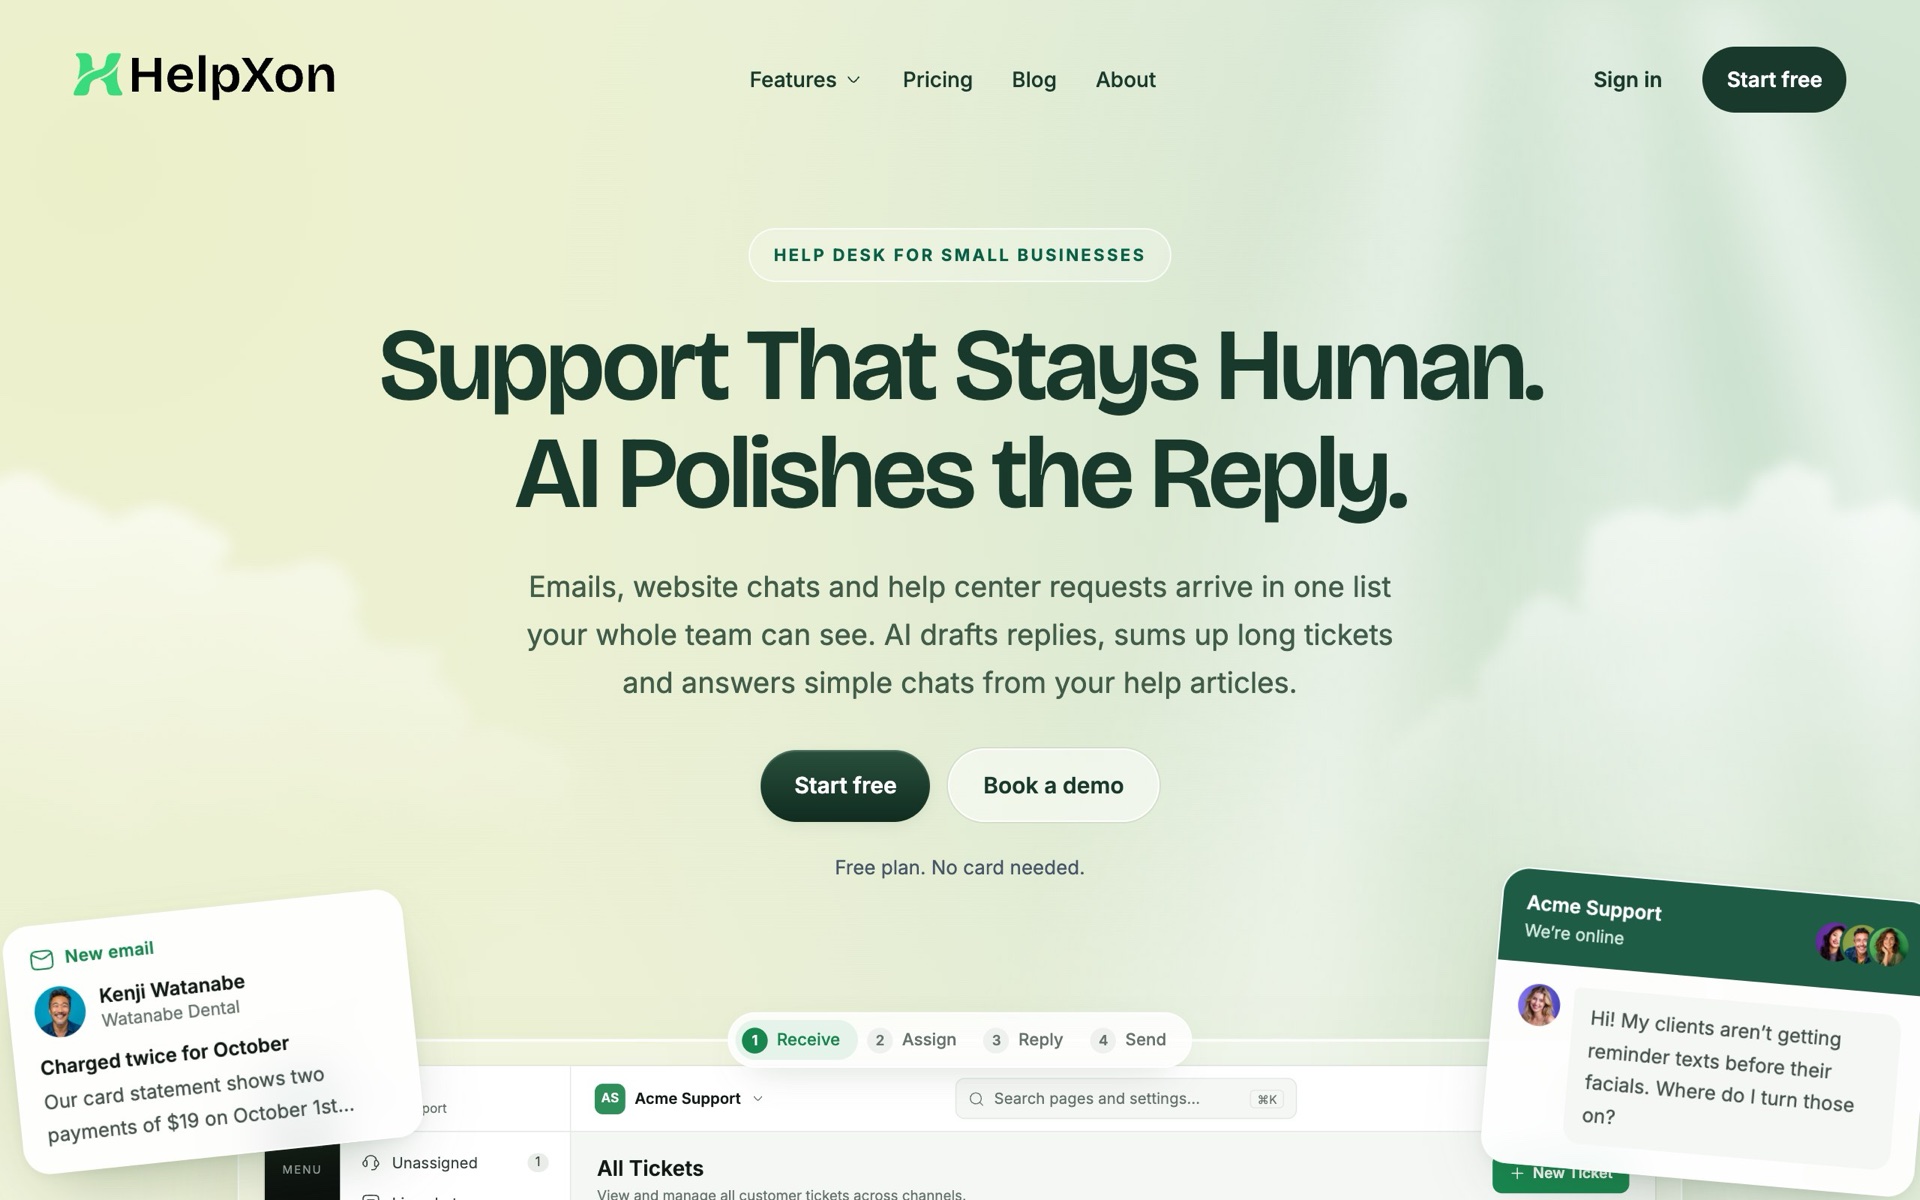 HelpXon
Features
Pricing
Blog
About
Sign in
Start free
HELP DESK FOR SMALL BUSINESSES
Support That Stays Human.
AI Polishes the Reply.
Emails, website chats and help center requests arrive in one list
your whole team can see. AI drafts replies, sums up long tickets
and answers simple chats from your help articles.
Start free
Book a demo
Free plan. No card needed.
New email
Kenji Watanabe
Watanabe Dental
Charged twice for October
Our card statement shows two
payments of $19 on October 1st...
Acme Support
We're online
Hi! My clients aren't getting
reminder texts before their
facials. Where do I turn those
on?
1 Receive
2 Assign
3 Reply
4 Send
AS Acme Support
Search pages and settings...
⌘K
MENU
Unassigned
1
All Tickets
View and manage all customer tickets across channels.
+ New Ticket